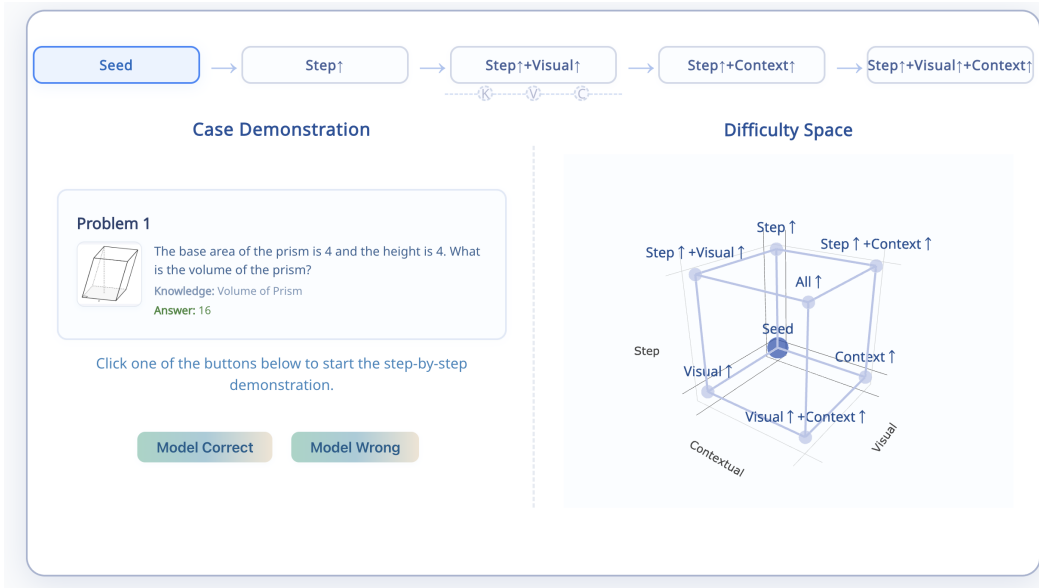 Seed
Step↑
Step↑+Visual↑
Step↑+Context↑
Step↑+Visual↑+Context↑
K
V
C
Case Demonstration
Problem 1
The base area of the prism is 4 and the height is 4. What
is the volume of the prism?
Knowledge: Volume of Prism
Answer: 16
Click one of the buttons below to start the step-by-step
demonstration.
Model Correct
Model Wrong
Difficulty Space
Step↑
Step↑+Visual↑
Step↑+Context↑
All↑
Seed
Step
Context↑
Visual↑
Visual↑+Context↑
Contextual
Visual